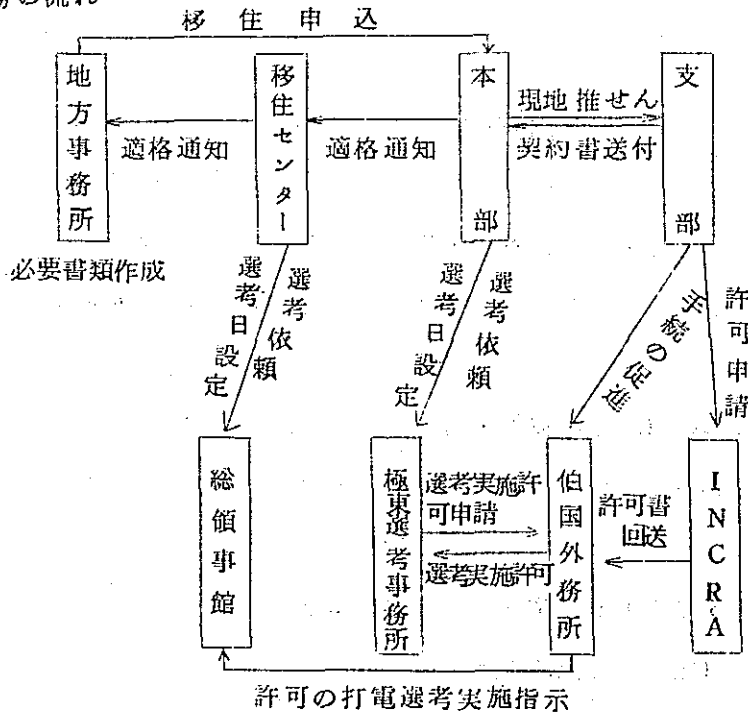 の流れ
移住申込
地方事務所
移住センター
本部
支部
現地推せん
適格通知
適格通知
契約書送付
必要書類作成
選考依頼
選考日設定
選考依頼
選考日設定
手続の促進
許可申請
総領事館
極東選考事務所
選考実施許
可申請
選考実施許可
伯国外務所
許可書
回送
INCRA
許可の打電選考実施指示